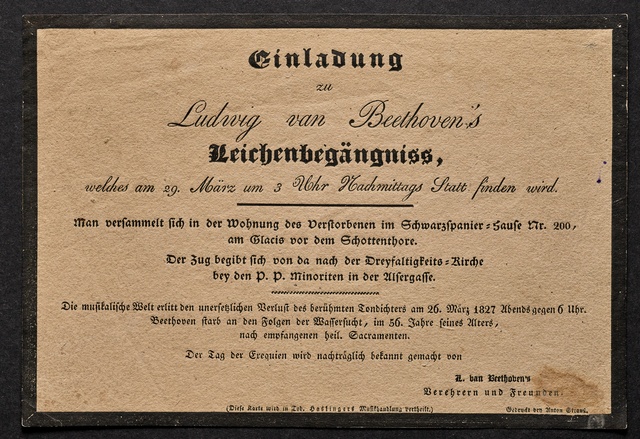 Einladung
zu
Ludwig van Beethoven's
Leichenbegängniss,
welches am 29. März um 3 Uhr Nachmittags Statt finden wird.
Man versammelt sich in der Wohnung des Verstorbenen im Schwarzspanier-Hause Nr. 200,
am Glacis vor dem Schottenthore.
Der Zug begibt sich von da nach der Dreyfaltigkeits-Kirche
bey den P. P. Minoriten in der Alsergasse.
Die musikalische Welt erlitt den unersetzlichen Verlust des berühmten Tondichters am 26. März 1827 Abends gegen 6 Uhr.
Beethoven starb an den Folgen der Wassersucht, im 56. Jahre seines Alters,
nach empfangenen heil. Sacramenten.
Der Tag der Exequien wird nachträglich bekannt gemacht von
L. van Beethoven's
Verehrern und Freunden.
(Diese Karte wird in Tob. Haslingers Musikhandlung vertheilt.)
Gedruckt bey Anton Strauß.